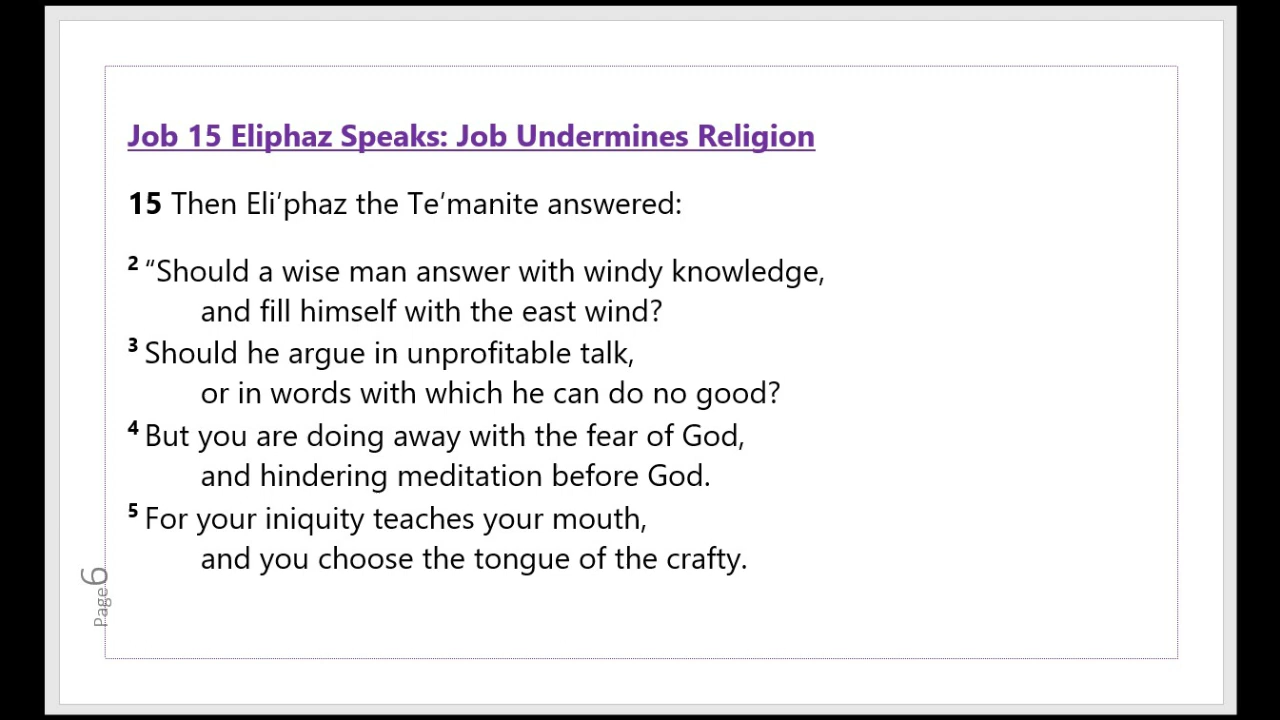 Job 15 Eliphaz Speaks: Job Undermines Religion
15 Then Eli′phaz the Te′manite answered:
2 “Should a wise man answer with windy knowledge,
and fill himself with the east wind?
3 Should he argue in unprofitable talk,
or in words with which he can do no good?
4 But you are doing away with the fear of God,
and hindering meditation before God.
5 For your iniquity teaches your mouth,
and you choose the tongue of the crafty.
Page 6